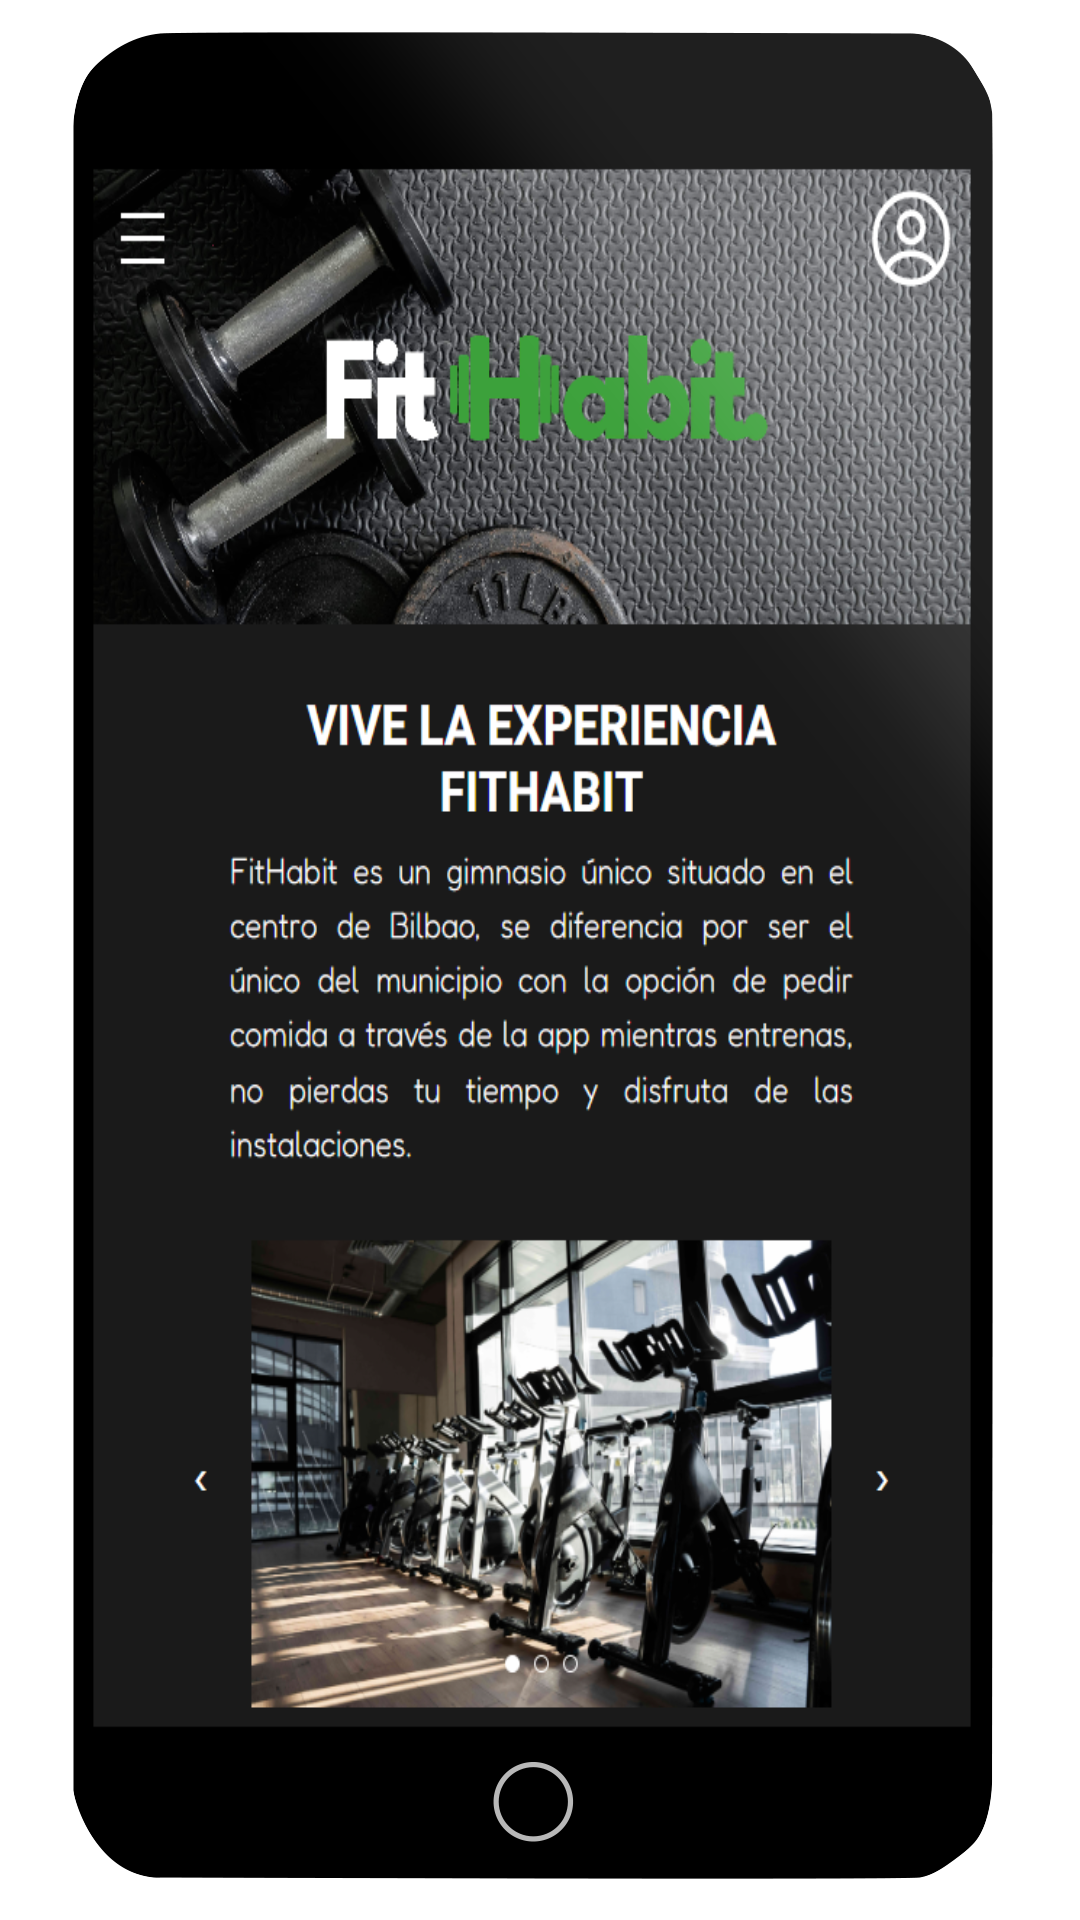 FitHabit.
11 LBS
VIVE LA EXPERIENCIA
FITHABIT
FitHabit es un gimnasio único situado en el
centro de Bilbao, se diferencia por ser el
único del municipio con la opción de pedir
comida a través de la app mientras entrenas,
no pierdas tu tiempo y disfruta de las
instalaciones.